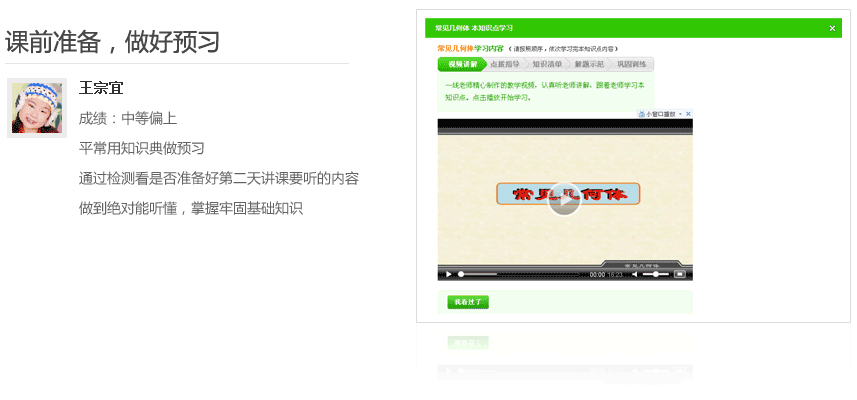 课前准备，做好预习
王宗宜
成绩：中等偏上
平常用知识典做预习
通过检测看是否准备好第二天讲课要听的内容
做到绝对能听懂，掌握牢固基础知识
常见几何体 本知识点学习
常见几何体学习内容 （ 请按照顺序，依次学习完本知识点内容）
视频讲解 点拨指导 知识清单 解题示范 巩固训练
一线老师精心制作的教学视频。认真听老师讲解。跟着老师学习本
知识点。点击播放开始学习。
小窗口播放
常见几何体
00:00 16:23
我看过了